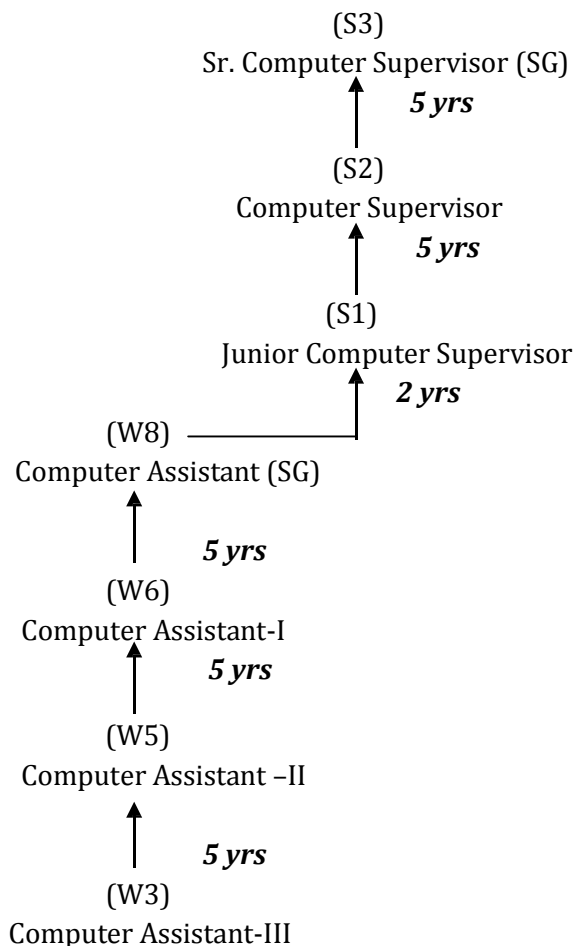 (S3)
Sr. Computer Supervisor (SG)
5 yrs
(S2)
Computer Supervisor
5 yrs
(S1)
Junior Computer Supervisor
2 yrs
(W8)
Computer Assistant (SG)
5 yrs
(W6)
Computer Assistant-I
5 yrs
(W5)
Computer Assistant –II
5 yrs
(W3)
Computer Assistant-III